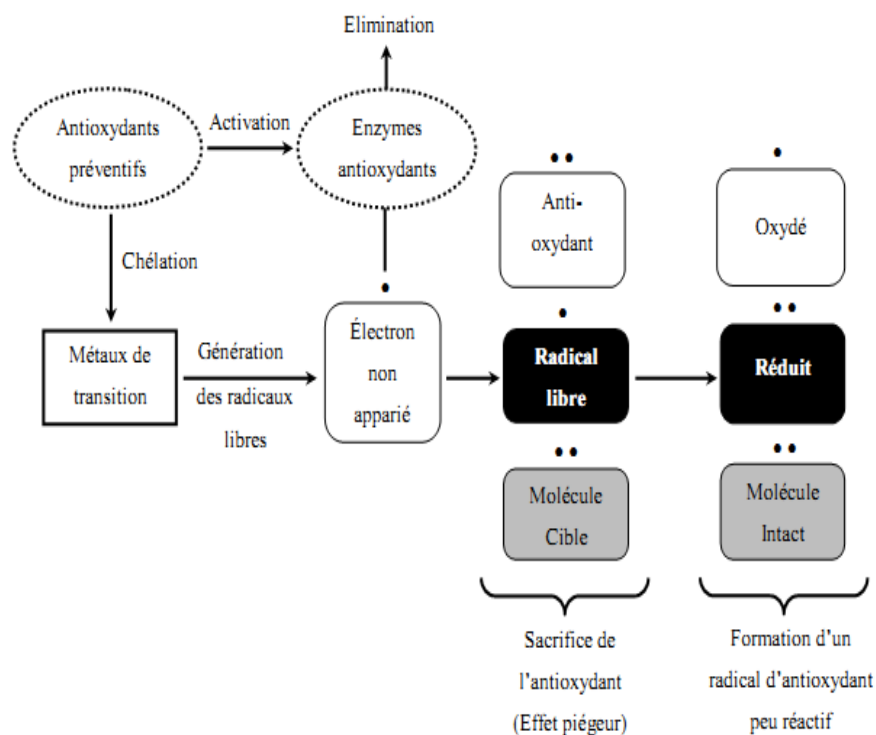 Elimination
Antioxydants
préventifs
Activation
Enzymes
antioxydants
Chélation
Anti-
oxydant
Oxydé
Métaux de
transition
Génération
des radicaux
libres
Électron
non
apparié
Radical
libre
Réduit
Molécule
Cible
Molécule
Intact
Sacrifice de
l'antioxydant
(Effet piégeur)
Formation d'un
radical d'antioxydant
peu réactif